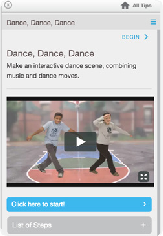 All Tips
Dance, Dance, Dance
BEGIN
Dance, Dance, Dance
Make an interactive dance scene, combining
music and dance moves.
Click here to start!
List of Steps